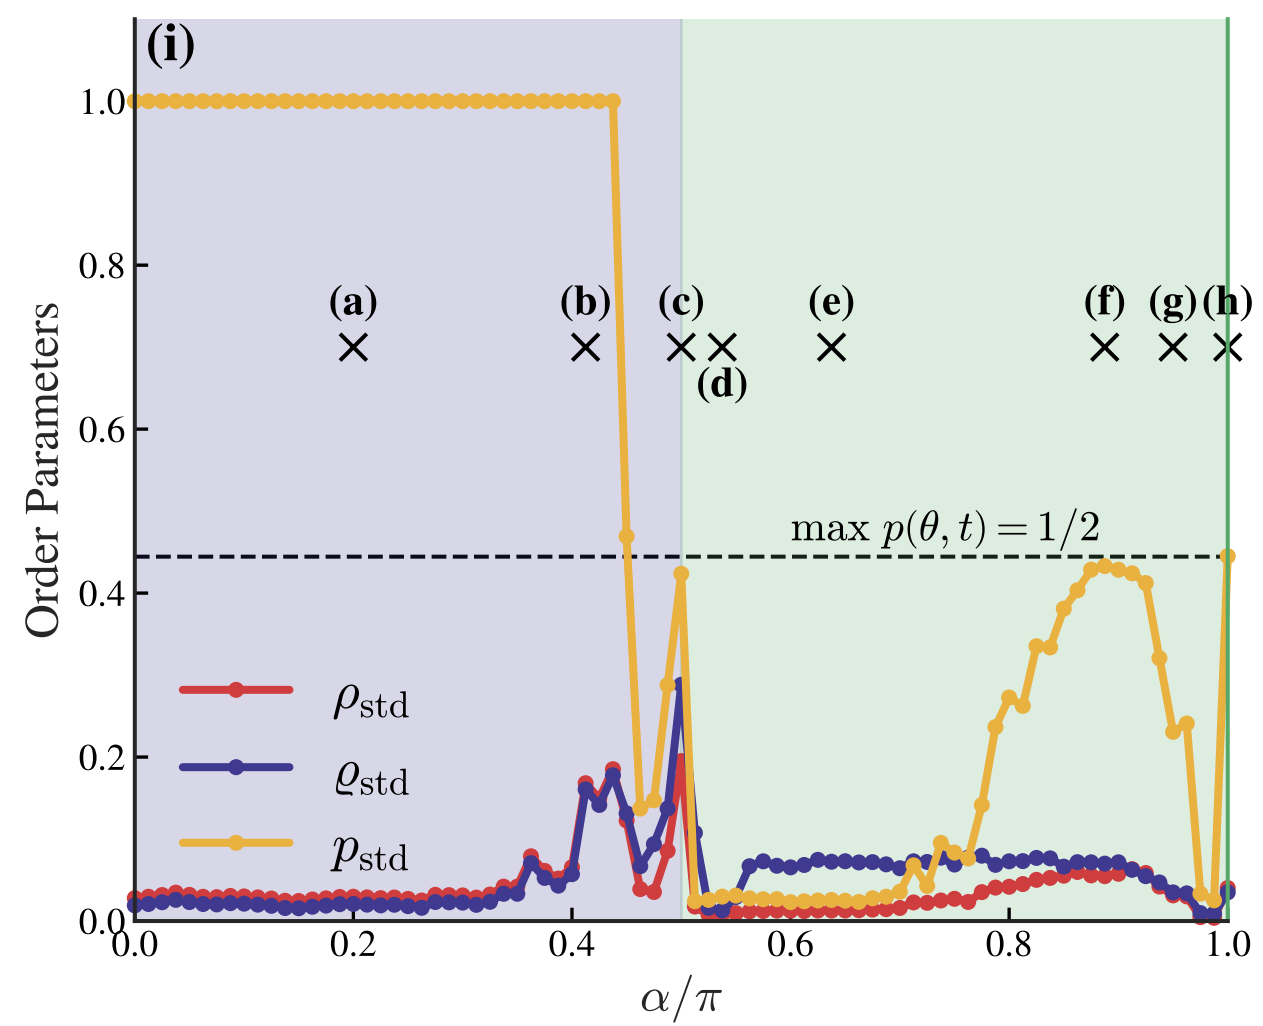 (i)
1.0
0.8
(a) (b) (c) (e) (f) (g) (h)
(d)
0.6
max p(θ, t) = 1/2
0.4
ρstd
0.2
ϱstd
pstd
0.0
0.0 0.2 0.4 0.6 0.8 1.0
α/π
Order Parameters